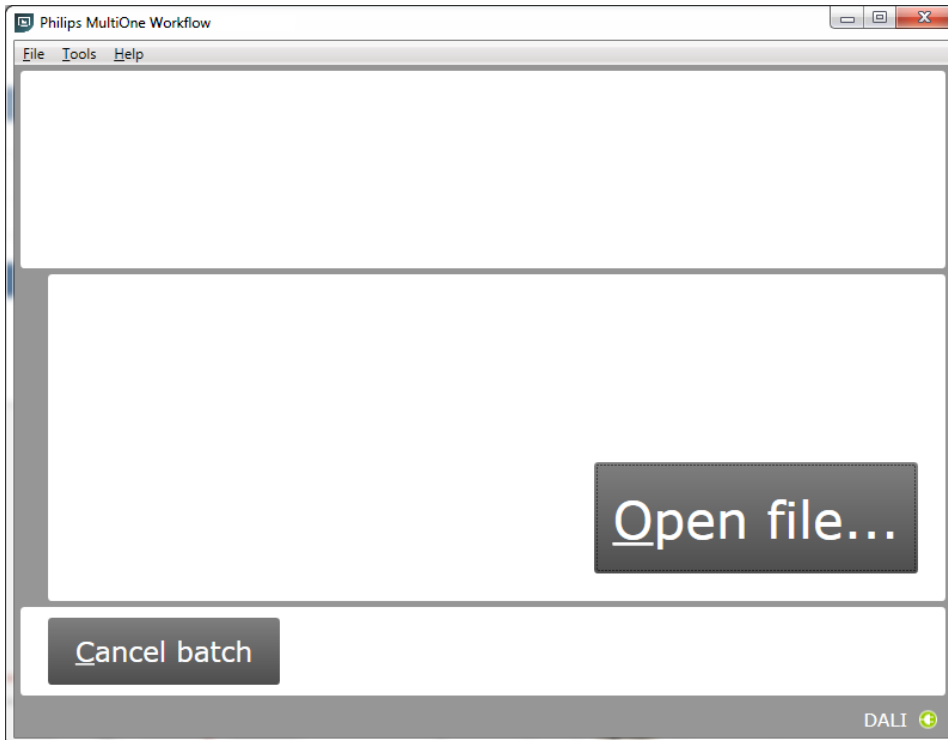 Philips MultiOne Workflow
File Tools Help
Open file...
Cancel batch
DALI